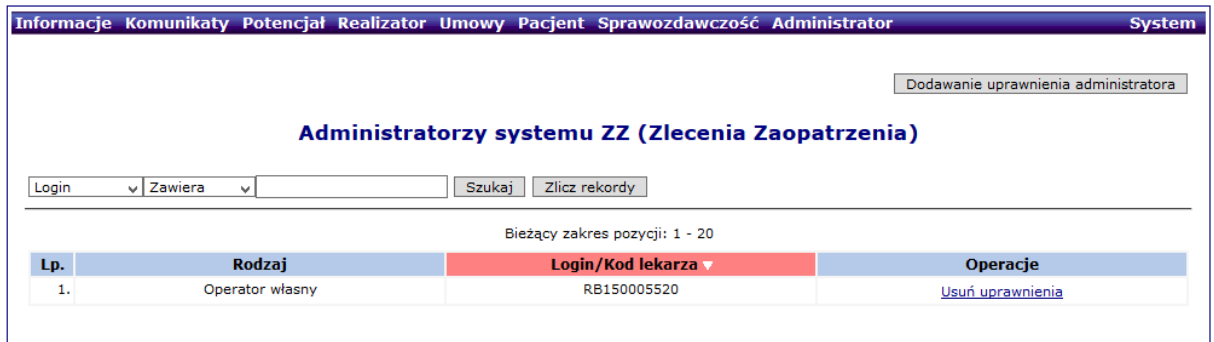 Informacje Komunikaty Potencjał Realizator Umowy Pacjent Sprawozdawczość Administrator System
Dodawanie uprawnienia administratora
Administratorzy systemu ZZ (Zlecenia Zaopatrzenia)
Login Zawiera Szukaj Zlicz rekordy
Bieżący zakres pozycji: 1 - 20
Lp. Rodzaj Login/Kod lekarza Operacje
1. Operator własny RB150005520 Usuń uprawnienia